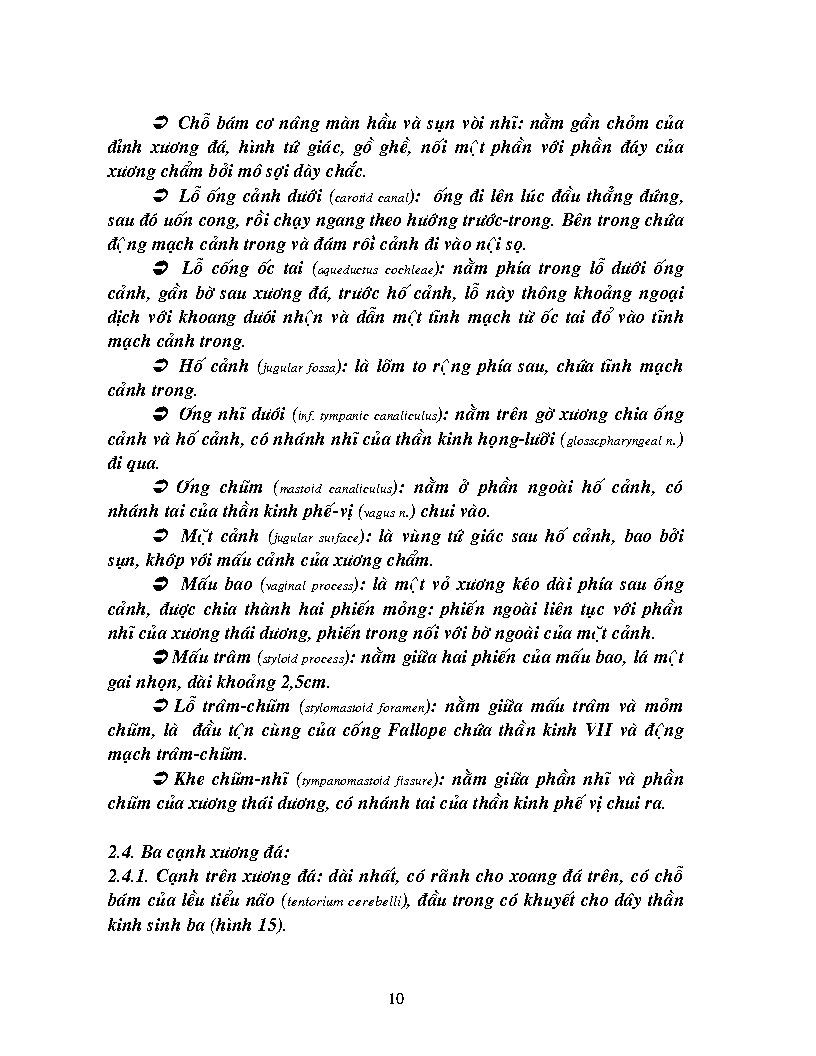 ➲ Chỗ bám cơ nâng màn hầu và sụn vòi nhĩ: nằm gần chỏm của
đỉnh xương đá, hình tứ giác, gồ ghề, nối một phần với phần đáy của
xương chẩm bởi mô sợi dày chắc.
➲ Lỗ ống cảnh dưới (carotid canal): ống đi lên lúc đầu thẳng đứng,
sau đó uốn cong, rồi chạy ngang theo hướng trước-trong. Bên trong chứa
động mạch cảnh trong và đám rối cảnh đi vào nội sọ.
➲ Lỗ cống ốc tai (aqueductus cochleae): nằm phía trong lỗ dưới ống
cảnh, gần bờ sau xương đá, trước hố cảnh, lỗ này thông khoảng ngoại
dịch với khoang dưới nhện và dẫn một tĩnh mạch từ ốc tai đổ vào tĩnh
mạch cảnh trong.
➲ Hố cảnh (jugular fossa): là lõm to rộng phía sau, chứa tĩnh mạch
cảnh trong.
➲ Ơng nhĩ dưới (inf. tympanic canaliculus): nằm trên gờ xương chia ống
cảnh và hố cảnh, có nhánh nhĩ của thần kinh họng-lưỡi (glosscpharyngeal n.)
đi qua.
➲ Ơng chũm (mastoid canaliculus): nằm ở phần ngoài hố cảnh, có
nhánh tai của thần kinh phế-vị (vagus n.) chui vào.
➲ Mặt cảnh (jugular surface): là vùng tứ giác sau hố cảnh, bao bởi
sụn, khớp với mấu cảnh của xương chẩm.
➲ Mấu bao (vaginal process): là một vỏ xương kéo dài phía sau ống
cảnh, được chia thành hai phiến mỏng: phiến ngoài liên tục với phần
nhĩ của xương thái dương, phiến trong nối với bờ ngoài của mặt cảnh.
➲ Mấu trâm (styloid process): nằm giữa hai phiến của mấu bao, lá một
gai nhọn, dài khoảng 2,5cm.
➲ Lỗ trâm-chũm (stylomastoid foramen): nằm giữa mấu trâm và mỏm
chũm, là đầu tận cùng của cống Fallope chứa thần kinh VII và động
mạch trâm-chũm.
➲ Khe chũm-nhĩ (tympanomastoid fissure): nằm giữa phần nhĩ và phần
chũm của xương thái dương, có nhánh tai của thần kinh phế vị chui ra.
2.4. Ba cạnh xương đá:
2.4.1. Cạnh trên xương đá: dài nhất, có rãnh cho xoang đá trên, có chỗ
bám của lều tiểu não (tentorium cerebelli), đầu trong có khuyết cho dây thần
kinh sinh ba (hình 15).
10